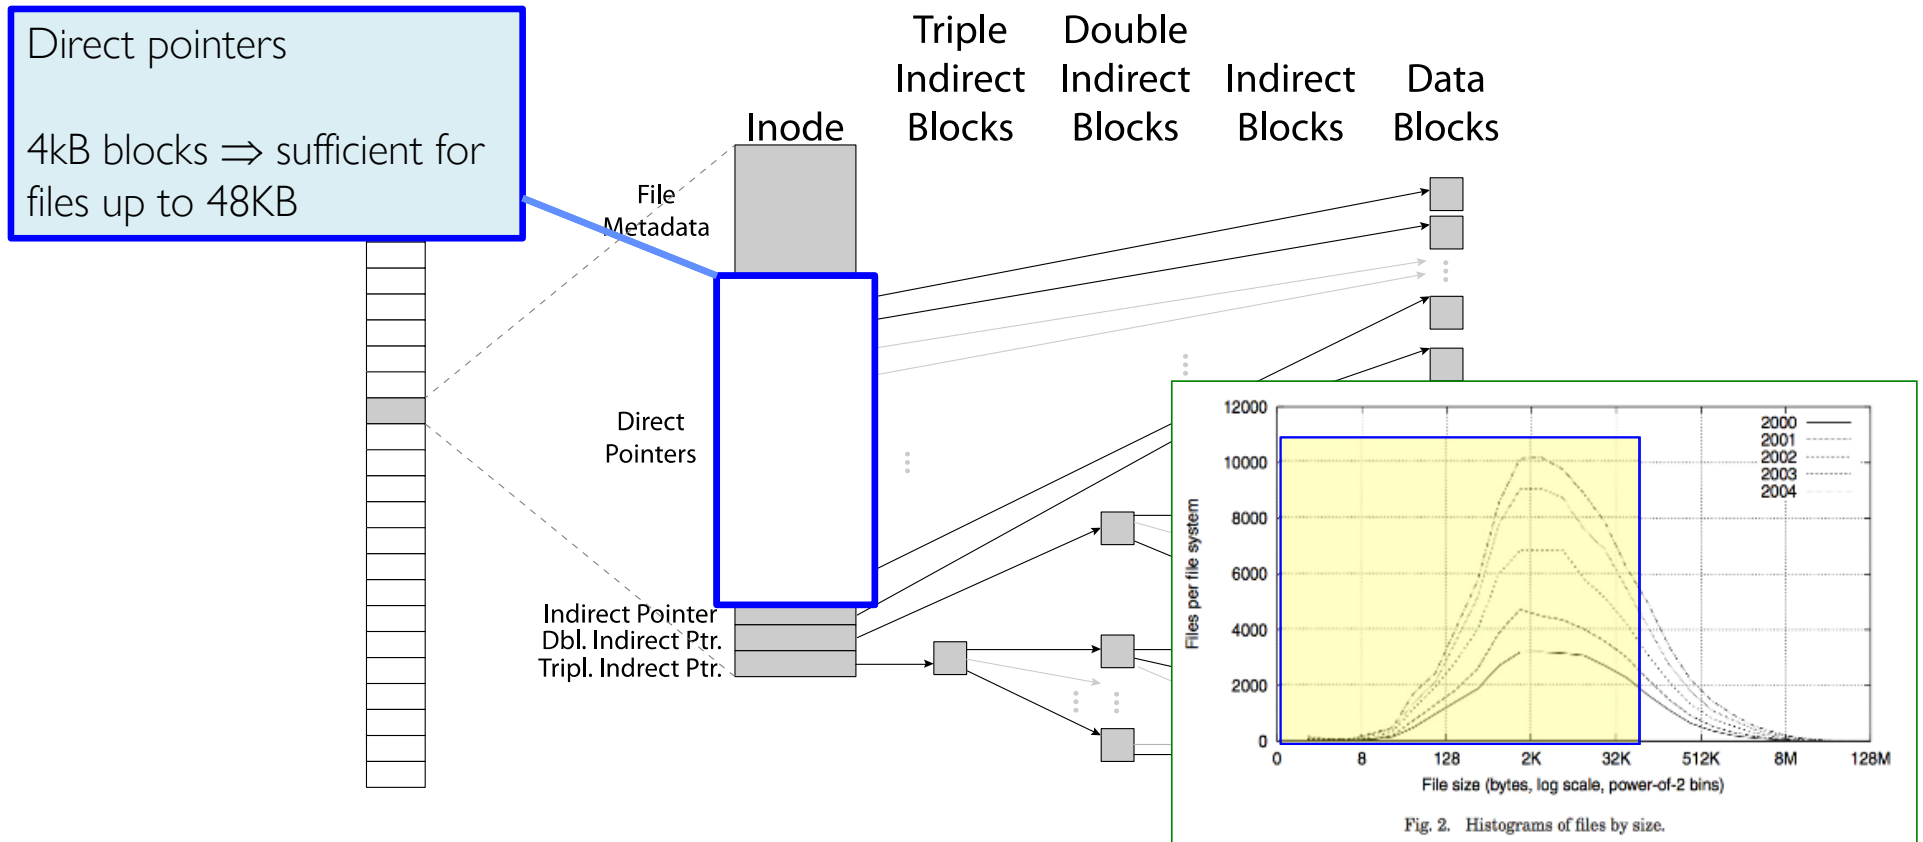 Direct pointers
4kB blocks ⇒ sufficient for
files up to 48KB
Triple
Indirect
Blocks
Double
Indirect
Blocks
Indirect
Blocks
Data
Blocks
Inode
File
Metadata
Direct
Pointers
Indirect Pointer
Dbl. Indirect Ptr.
Tripl. Indirect Ptr.
12000
10000
8000
6000
4000
2000
0
Files per file system
2000
2001
2002
2003
2004
0 8 128 2K 32K 512K 8M 128M
File size (bytes, log scale, power-of-2 bins)
Fig. 2. Histograms of files by size.